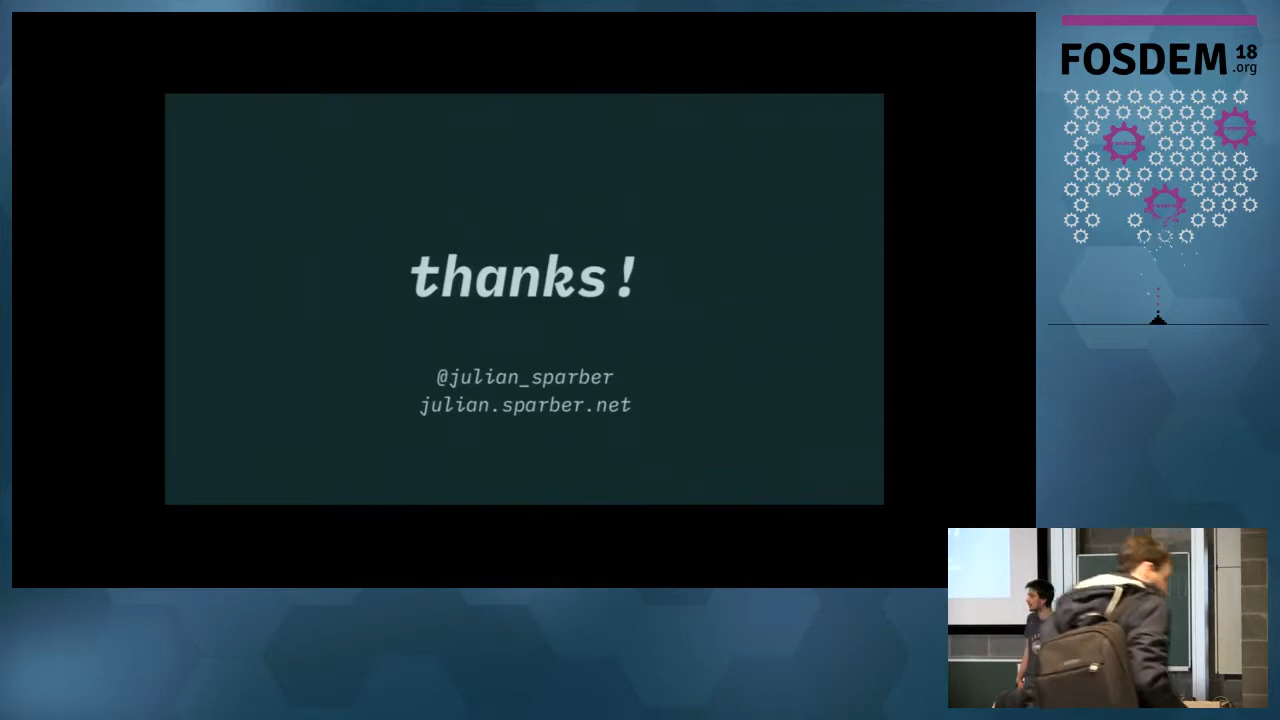 thanks!
@julian_sparber
julian.sparber.net
FOSDEM 18
.org